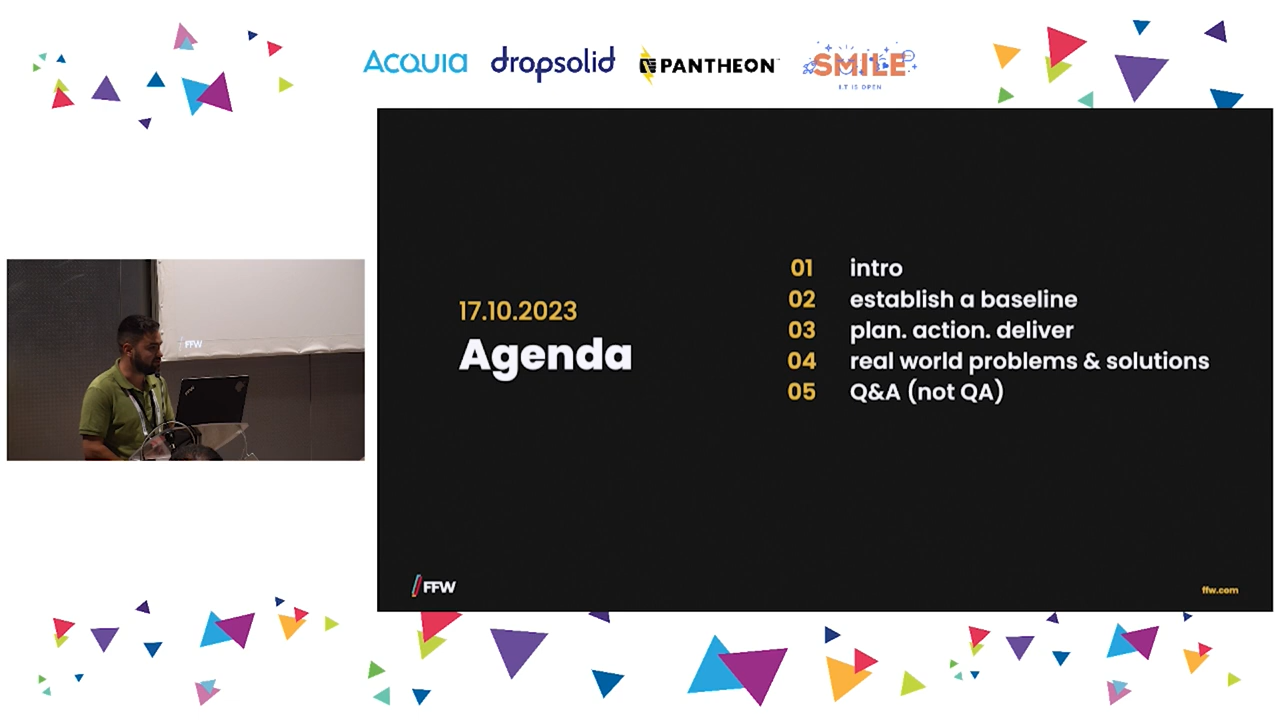 ACQUIA
dropsolid
PANTHEON
SMILE
I.T IS OPEN
17.10.2023
Agenda
01 intro
02 establish a baseline
03 plan. action. deliver
04 real world problems & solutions
05 Q&A (not QA)
FFW
FFW
ffw.com